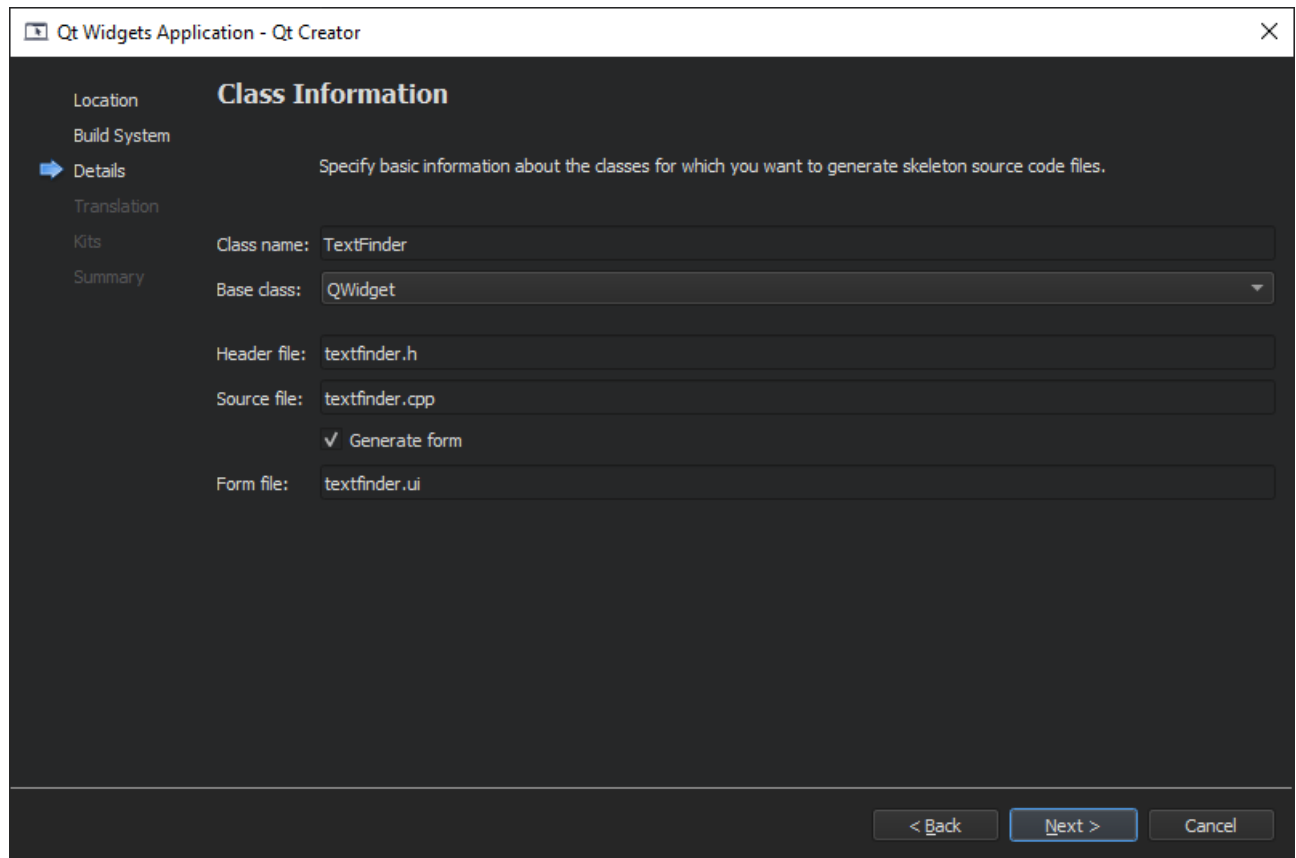 Qt Widgets Application - Qt Creator
Location
Build System
Details
Translation
Kits
Summary
Class Information
Specify basic information about the classes for which you want to generate skeleton source code files.
Class name: TextFinder
Base class: QWidget
Header file: textfinder.h
Source file: textfinder.cpp
Generate form
Form file: textfinder.ui
< Back
Next >
Cancel